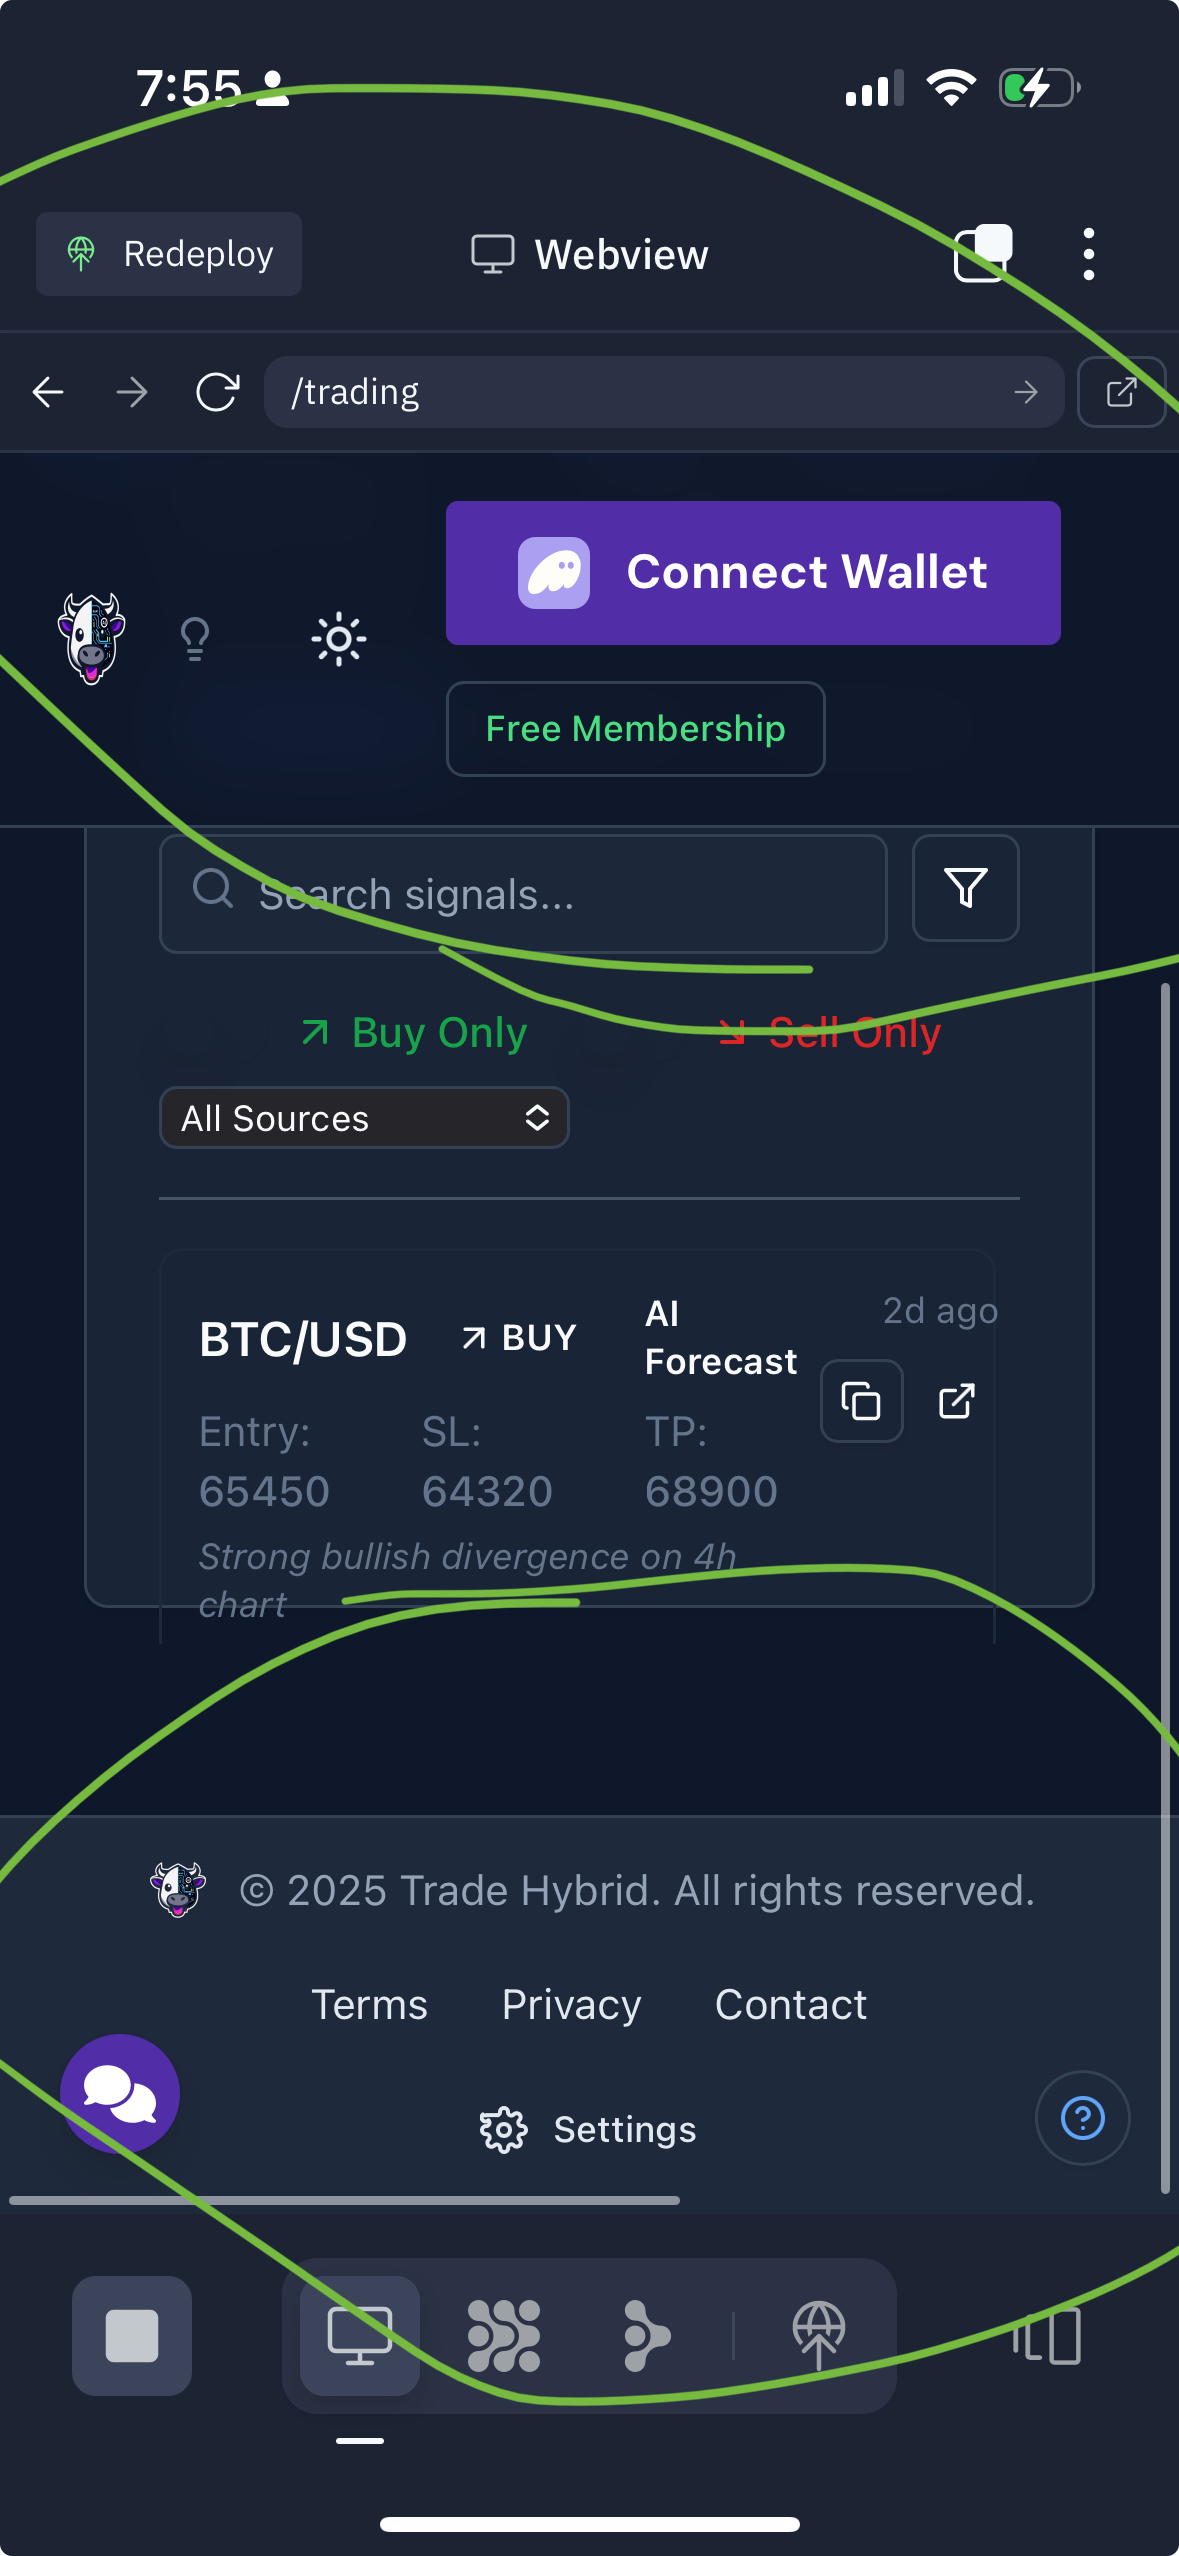 7:55
Redeploy
Webview
/trading
Connect Wallet
Free Membership
Search signals...
Buy Only
Sell Only
All Sources
BTC/USD
BUY
AI
Forecast
2d ago
Entry:
65450
SL:
64320
TP:
68900
Strong bullish divergence on 4h
chart
© 2025 Trade Hybrid. All rights reserved.
Terms
Privacy
Contact
Settings